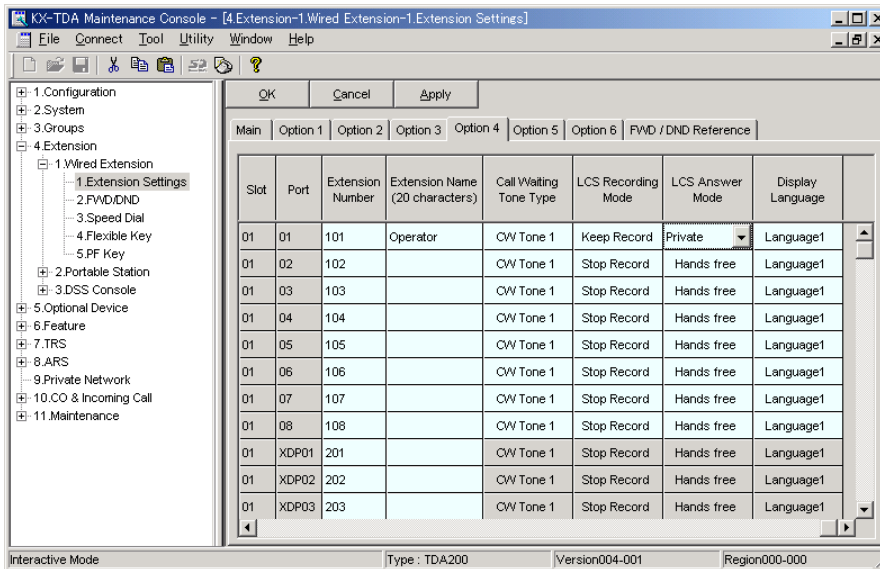 KX-TDA Maintenance Console - [4.Extension-1.Wired Extension-1.Extension Settings]
File Connect Tool Utility Window Help
OK Cancel Apply
Main Option 1 Option 2 Option 3 Option 4 Option 5 Option 6 FWD / DND Reference
1.Configuration
2.System
3.Groups
4.Extension
1.Wired Extension
1.Extension Settings
2.FWD/DND
3.Speed Dial
4.Flexible Key
5.PF Key
2.Portable Station
3.DSS Console
5.Optional Device
6.Feature
7.TRS
8.ARS
9.Private Network
10.CO & Incoming Call
11.Maintenance
Slot Port Extension Number Extension Name (20 characters) Call Waiting Tone Type LCS Recording Mode LCS Answer Mode Display Language
01 01 101 Operator CW Tone 1 Keep Record Private Language1
01 02 102 CW Tone 1 Stop Record Hands free Language1
01 03 103 CW Tone 1 Stop Record Hands free Language1
01 04 104 CW Tone 1 Stop Record Hands free Language1
01 05 105 CW Tone 1 Stop Record Hands free Language1
01 06 106 CW Tone 1 Stop Record Hands free Language1
01 07 107 CW Tone 1 Stop Record Hands free Language1
01 08 108 CW Tone 1 Stop Record Hands free Language1
01 XDP01 201 CW Tone 1 Stop Record Hands free Language1
01 XDP02 202 CW Tone 1 Stop Record Hands free Language1
01 XDP03 203 CW Tone 1 Stop Record Hands free Language1
Interactive Mode Type : TDA200 Version004-001 Region000-000